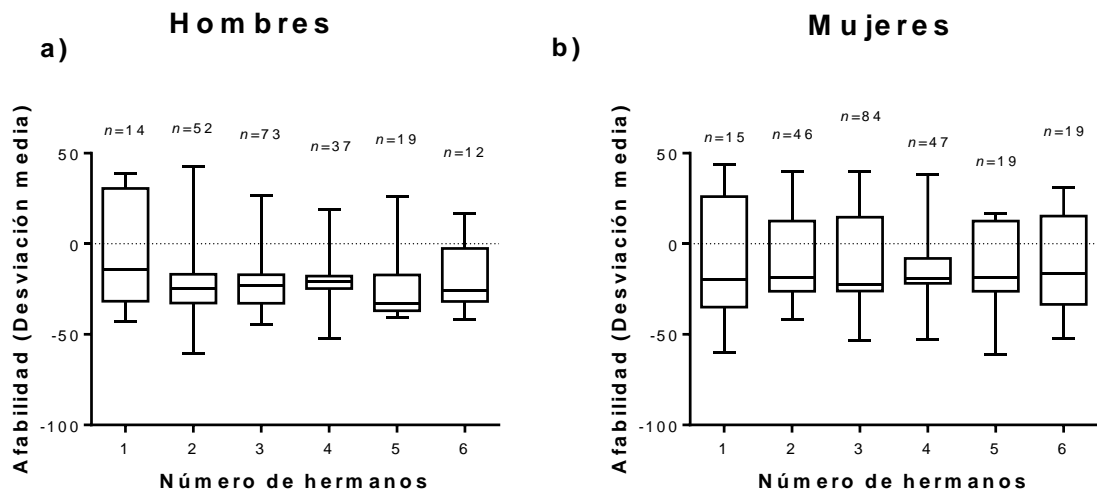 Hombres
a)
Afabilidad (Desviación media)
n=14
n=52
n=73
n=37
n=19
n=12
50
0
-50
-100
1 2 3 4 5 6
Número de hermanos
Mujeres
b)
Afabilidad (Desviación media)
n=15
n=46
n=84
n=47
n=19
n=19
50
0
-50
-100
1 2 3 4 5 6
Número de hermanos